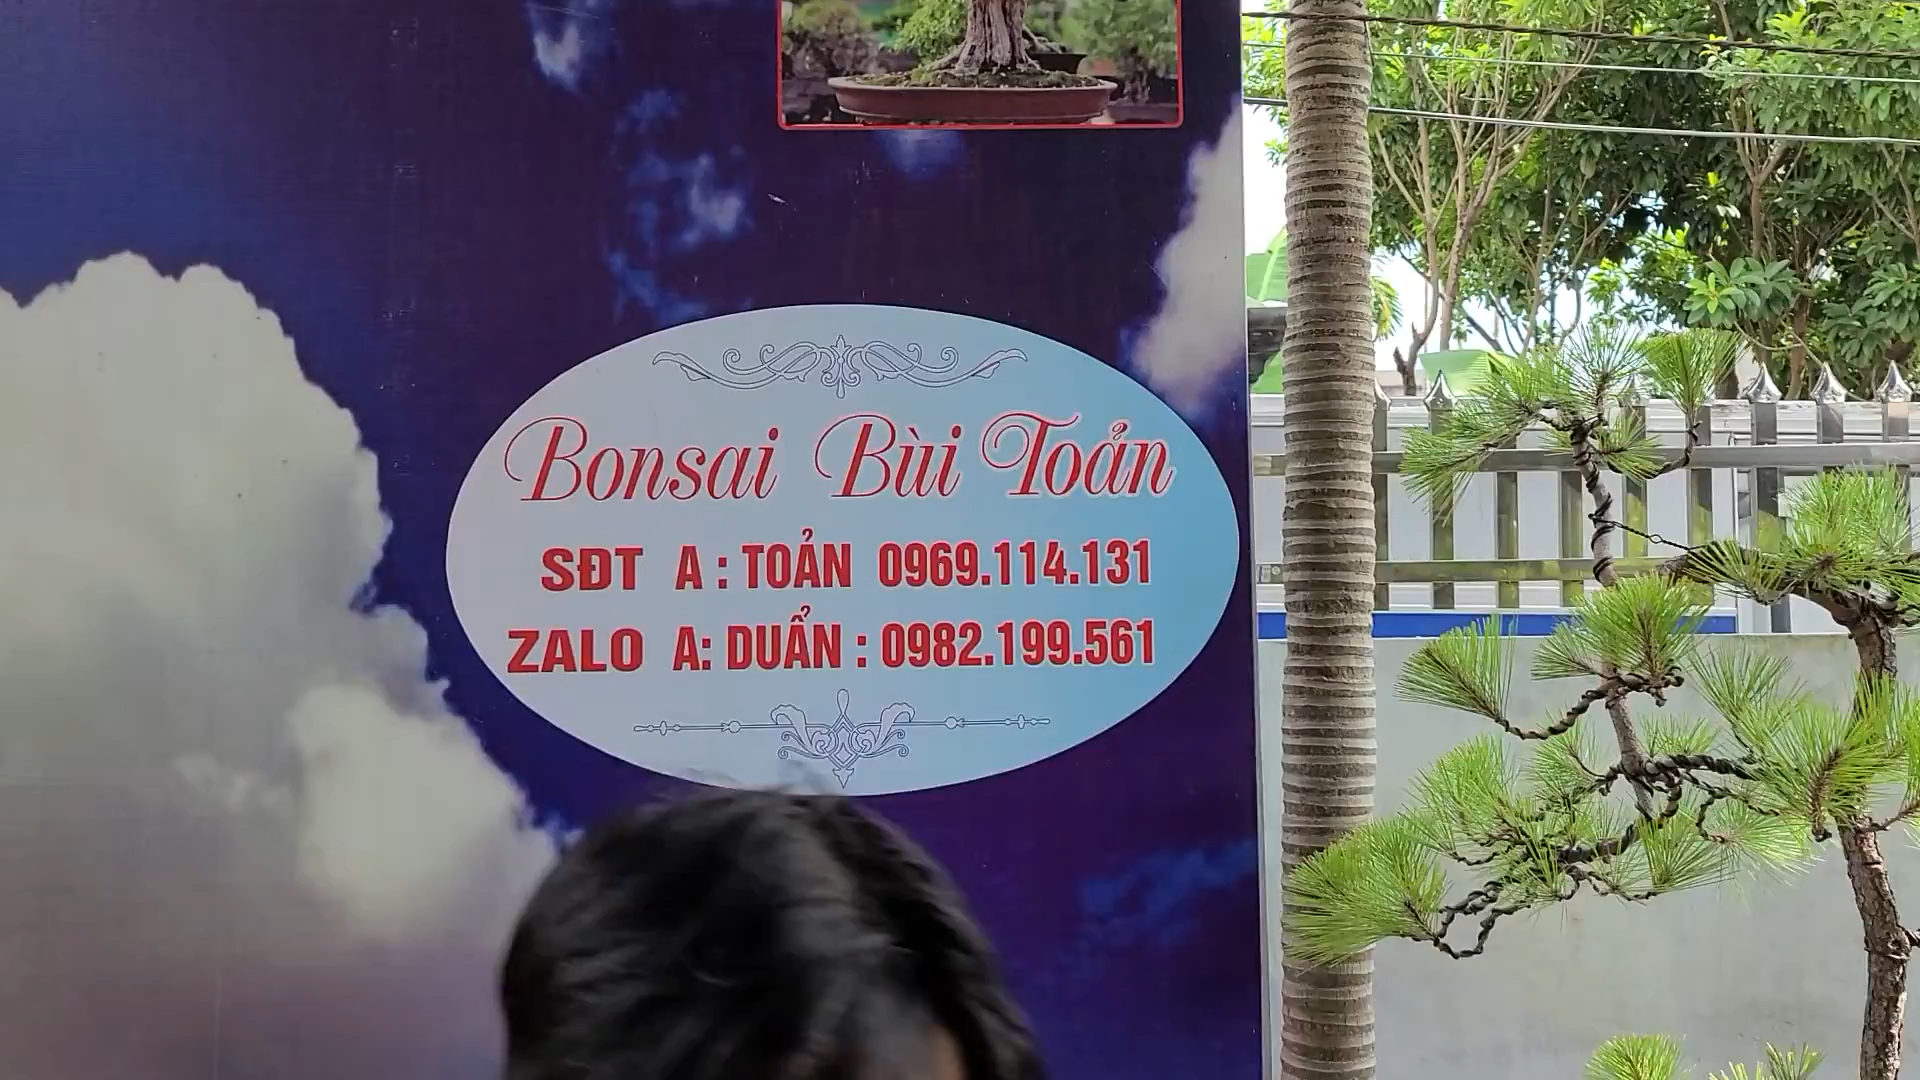 Bonsai Bùi Toản
SĐT A : TOẢN 0969.114.131
ZALO A: DUẨN : 0982.199.561